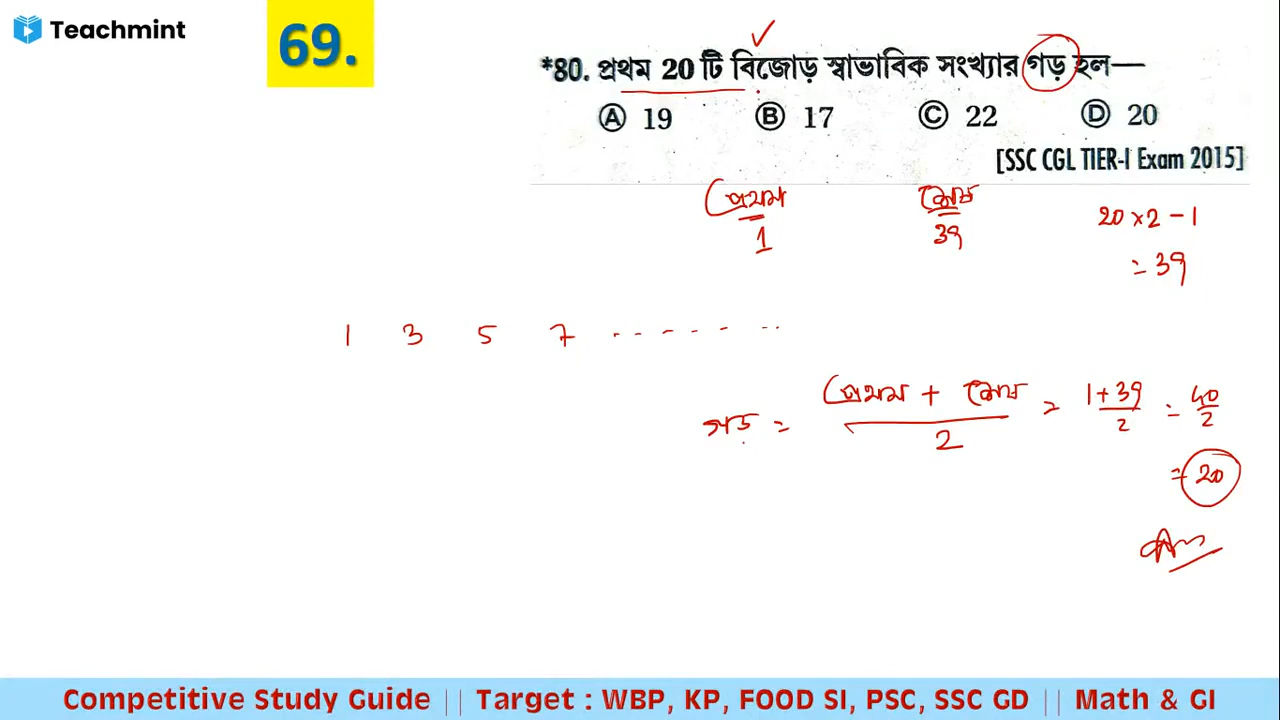 Teachmint
69.
*80. প্রথম 20 টি বিজোড় স্বাভাবিক সংখ্যার গড় হল—
Ⓐ 19 Ⓑ 17 Ⓒ 22 Ⓓ 20
[SSC CGL TIER-I Exam 2015]
প্রথম শেষ 20 × 2 - 1
1 39 = 39
1 3 5 7 ........
গড় = প্রথম + শেষ / 2 = 1 + 39 / 2 = 40 / 2
= 20
Ans
Competitive Study Guide || Target : WBP, KP, FOOD SI, PSC, SSC GD || Math & GI